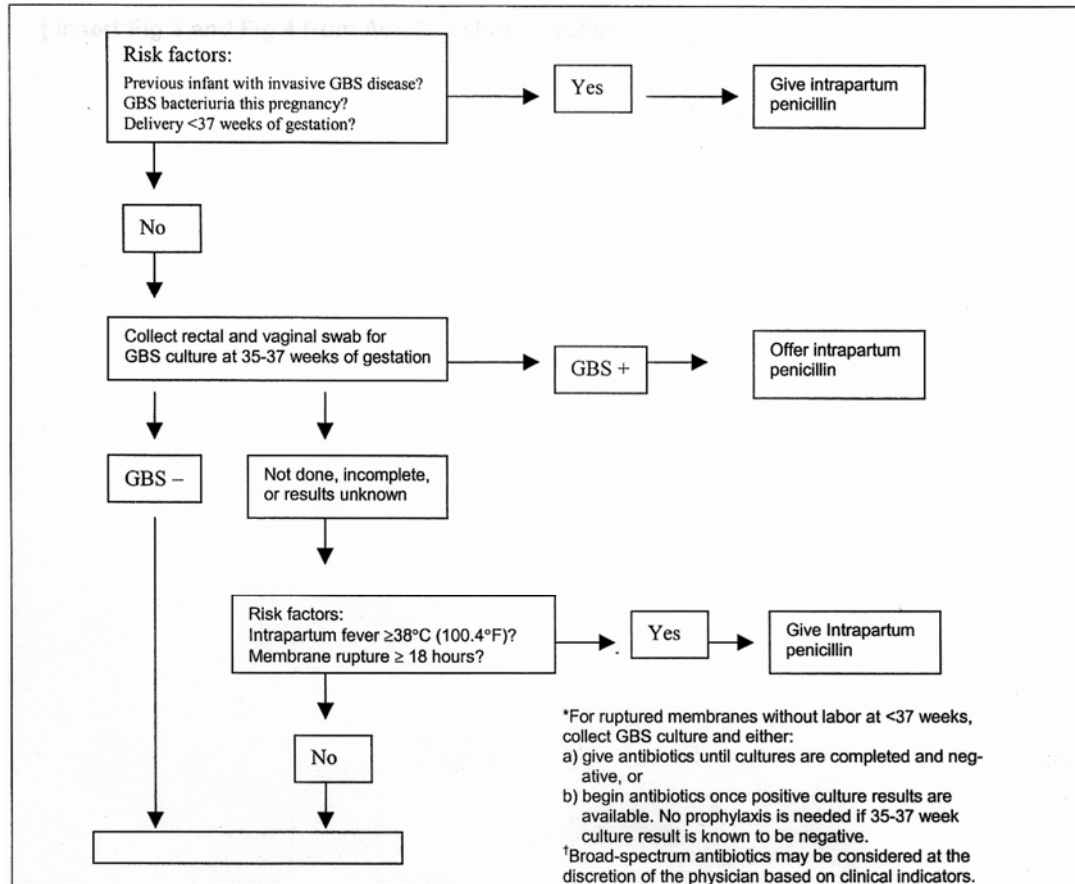 Risk factors:
Previous infant with invasive GBS disease?
GBS bacteriuria this pregnancy?
Delivery <37 weeks of gestation?
Yes
Give intrapartum
penicillin
No
Collect rectal and vaginal swab for
GBS culture at 35-37 weeks of gestation
GBS +
Offer intrapartum
penicillin
GBS –
Not done, incomplete,
or results unknown
Risk factors:
Intrapartum fever ≥38°C (100.4°F)?
Membrane rupture ≥ 18 hours?
Yes
Give Intrapartum
penicillin
No
*For ruptured membranes without labor at <37 weeks,
collect GBS culture and either:
a) give antibiotics until cultures are completed and neg-
ative, or
b) begin antibiotics once positive culture results are
available. No prophylaxis is needed if 35-37 week
culture result is known to be negative.
†Broad-spectrum antibiotics may be considered at the
discretion of the physician based on clinical indicators.